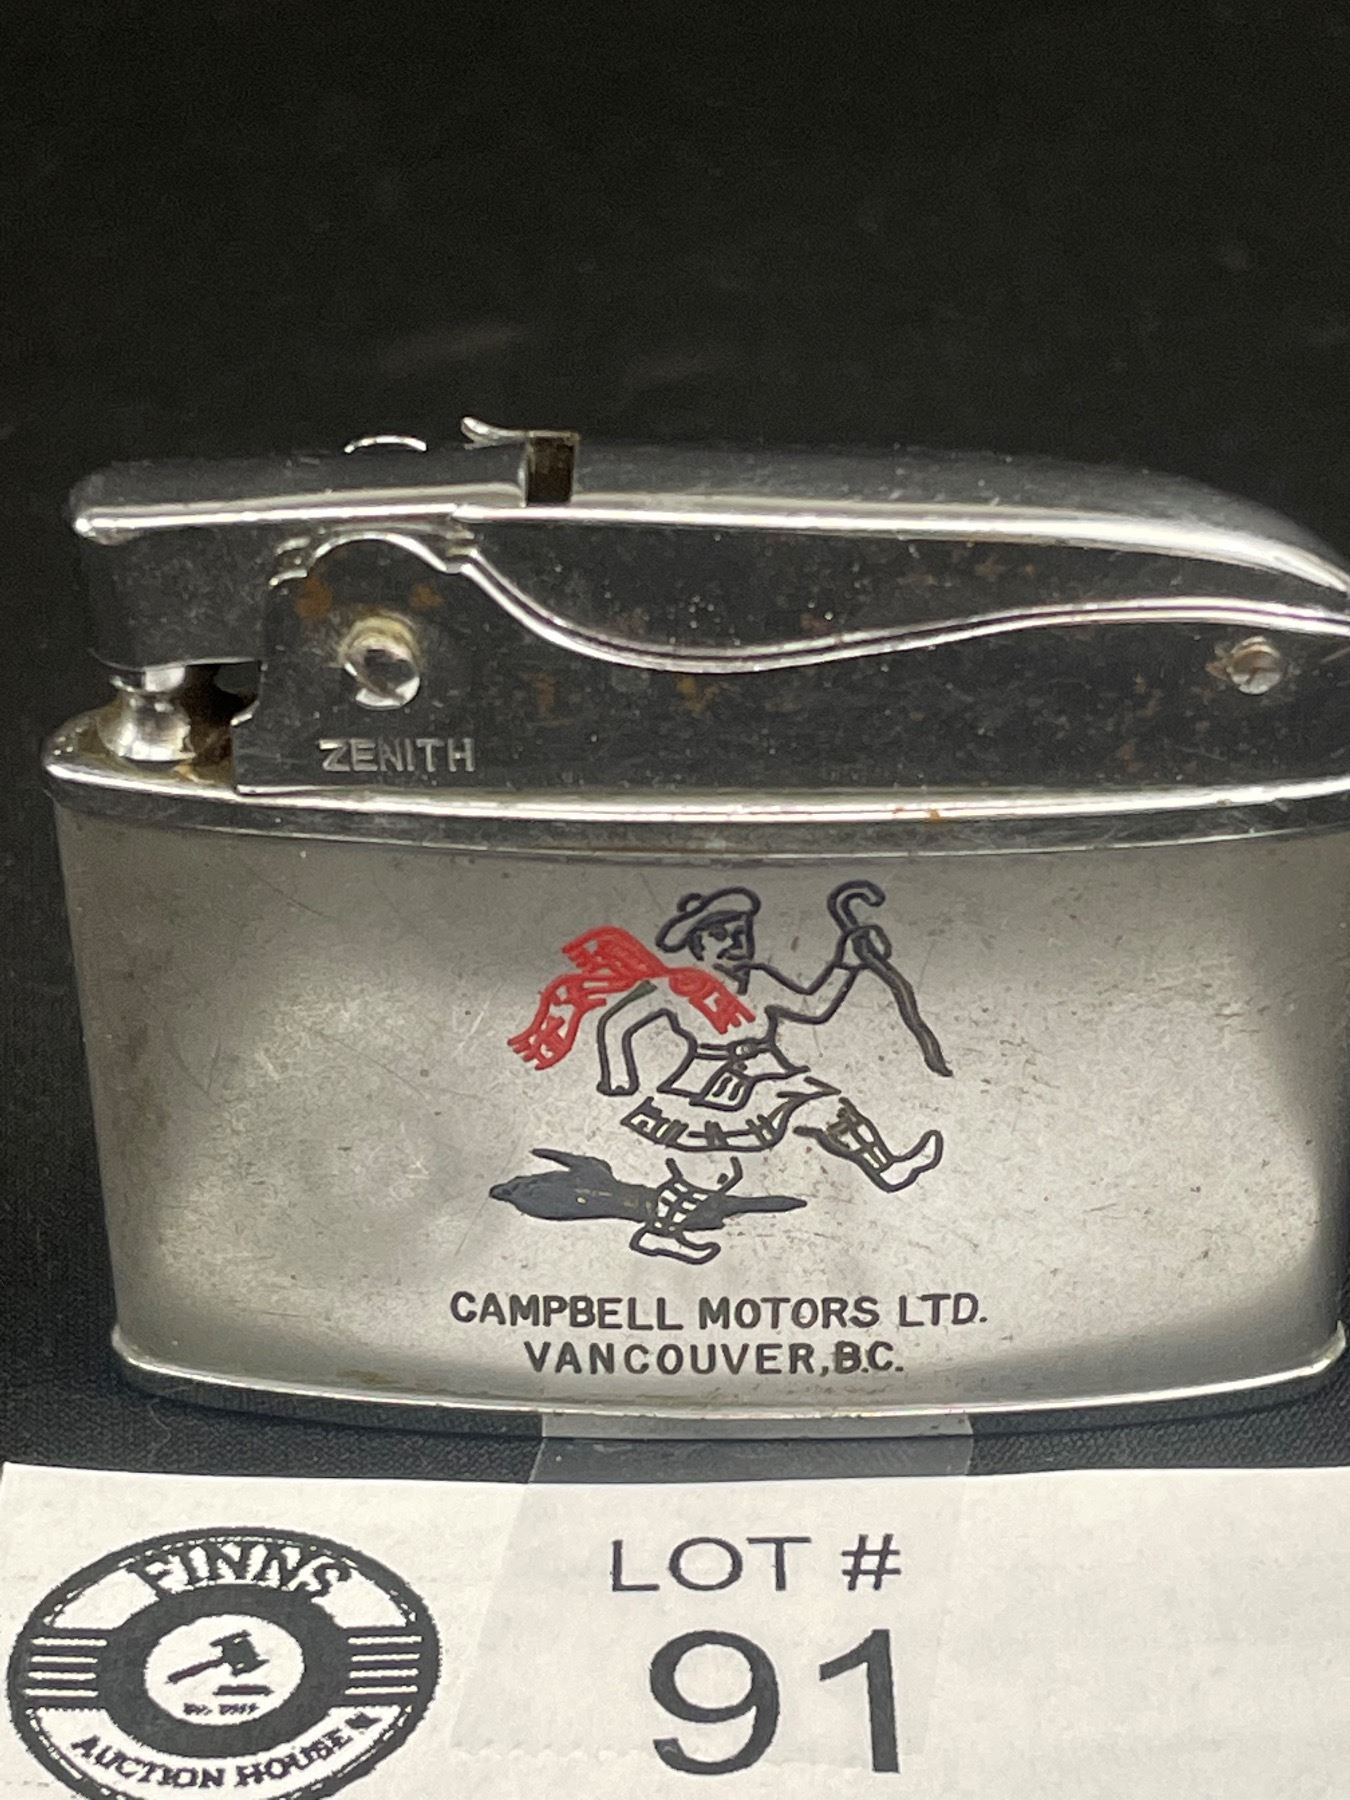 ZENITH
CAMPBELL MOTORS LTD.
VANCOUVER, B.C.
FINNS
AUCTION HOUSE
LOT #
91